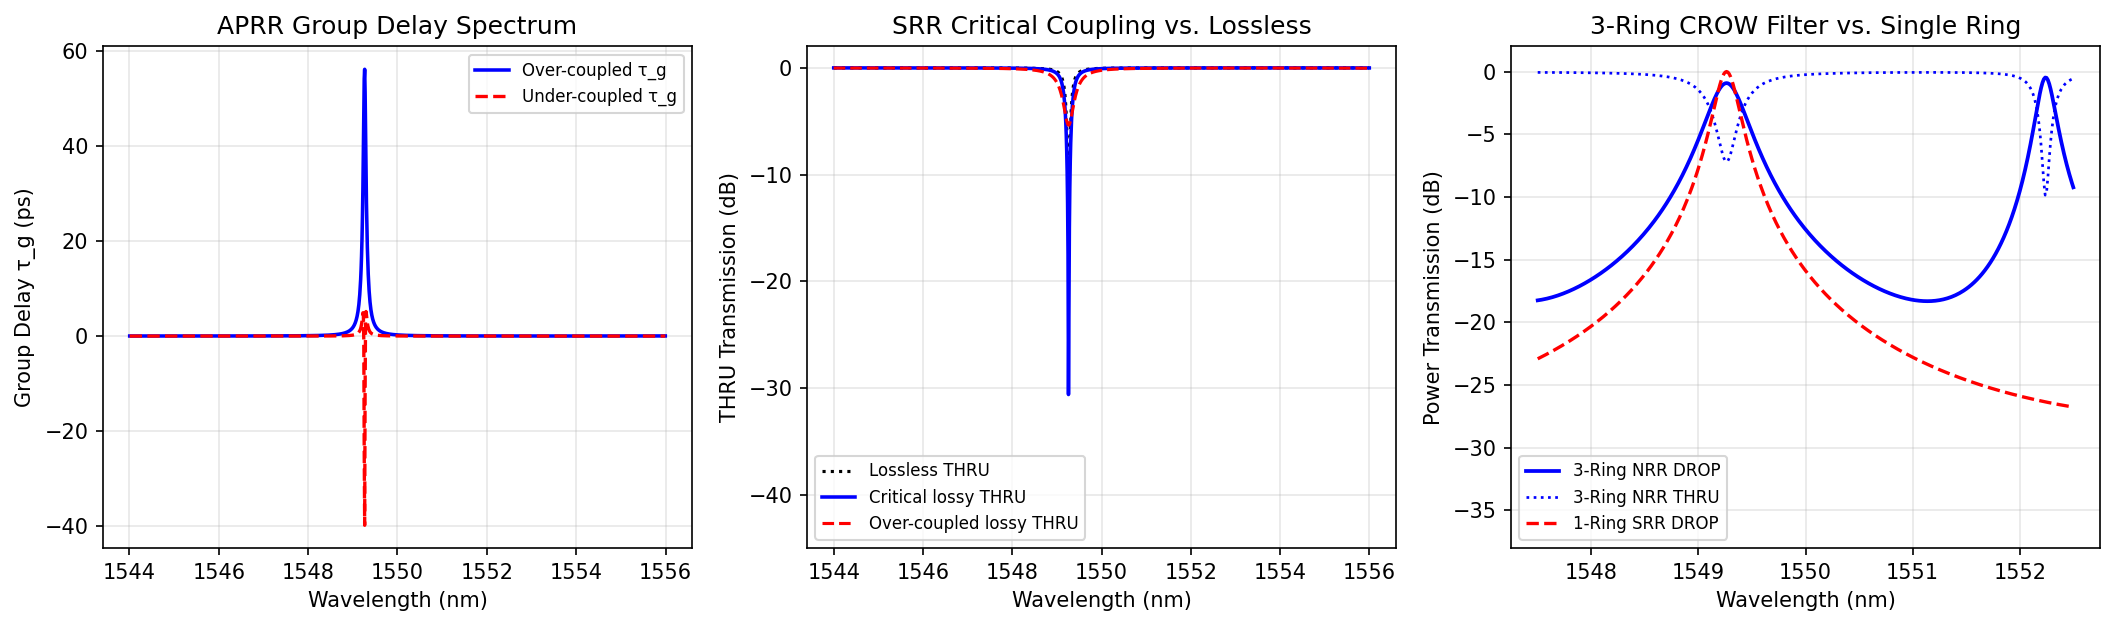 APRR Group Delay Spectrum
60
40
20
0
−20
−40
Group Delay τ_g (ps)
Over-coupled τ_g
Under-coupled τ_g
1544 1546 1548 1550 1552 1554 1556
Wavelength (nm)
SRR Critical Coupling vs. Lossless
0
−10
−20
−30
−40
THRU Transmission (dB)
Lossless THRU
Critical lossy THRU
Over-coupled lossy THRU
1544 1546 1548 1550 1552 1554 1556
Wavelength (nm)
3-Ring CROW Filter vs. Single Ring
0
−5
−10
−15
−20
−25
−30
−35
Power Transmission (dB)
3-Ring NRR DROP
3-Ring NRR THRU
1-Ring SRR DROP
1548 1549 1550 1551 1552
Wavelength (nm)